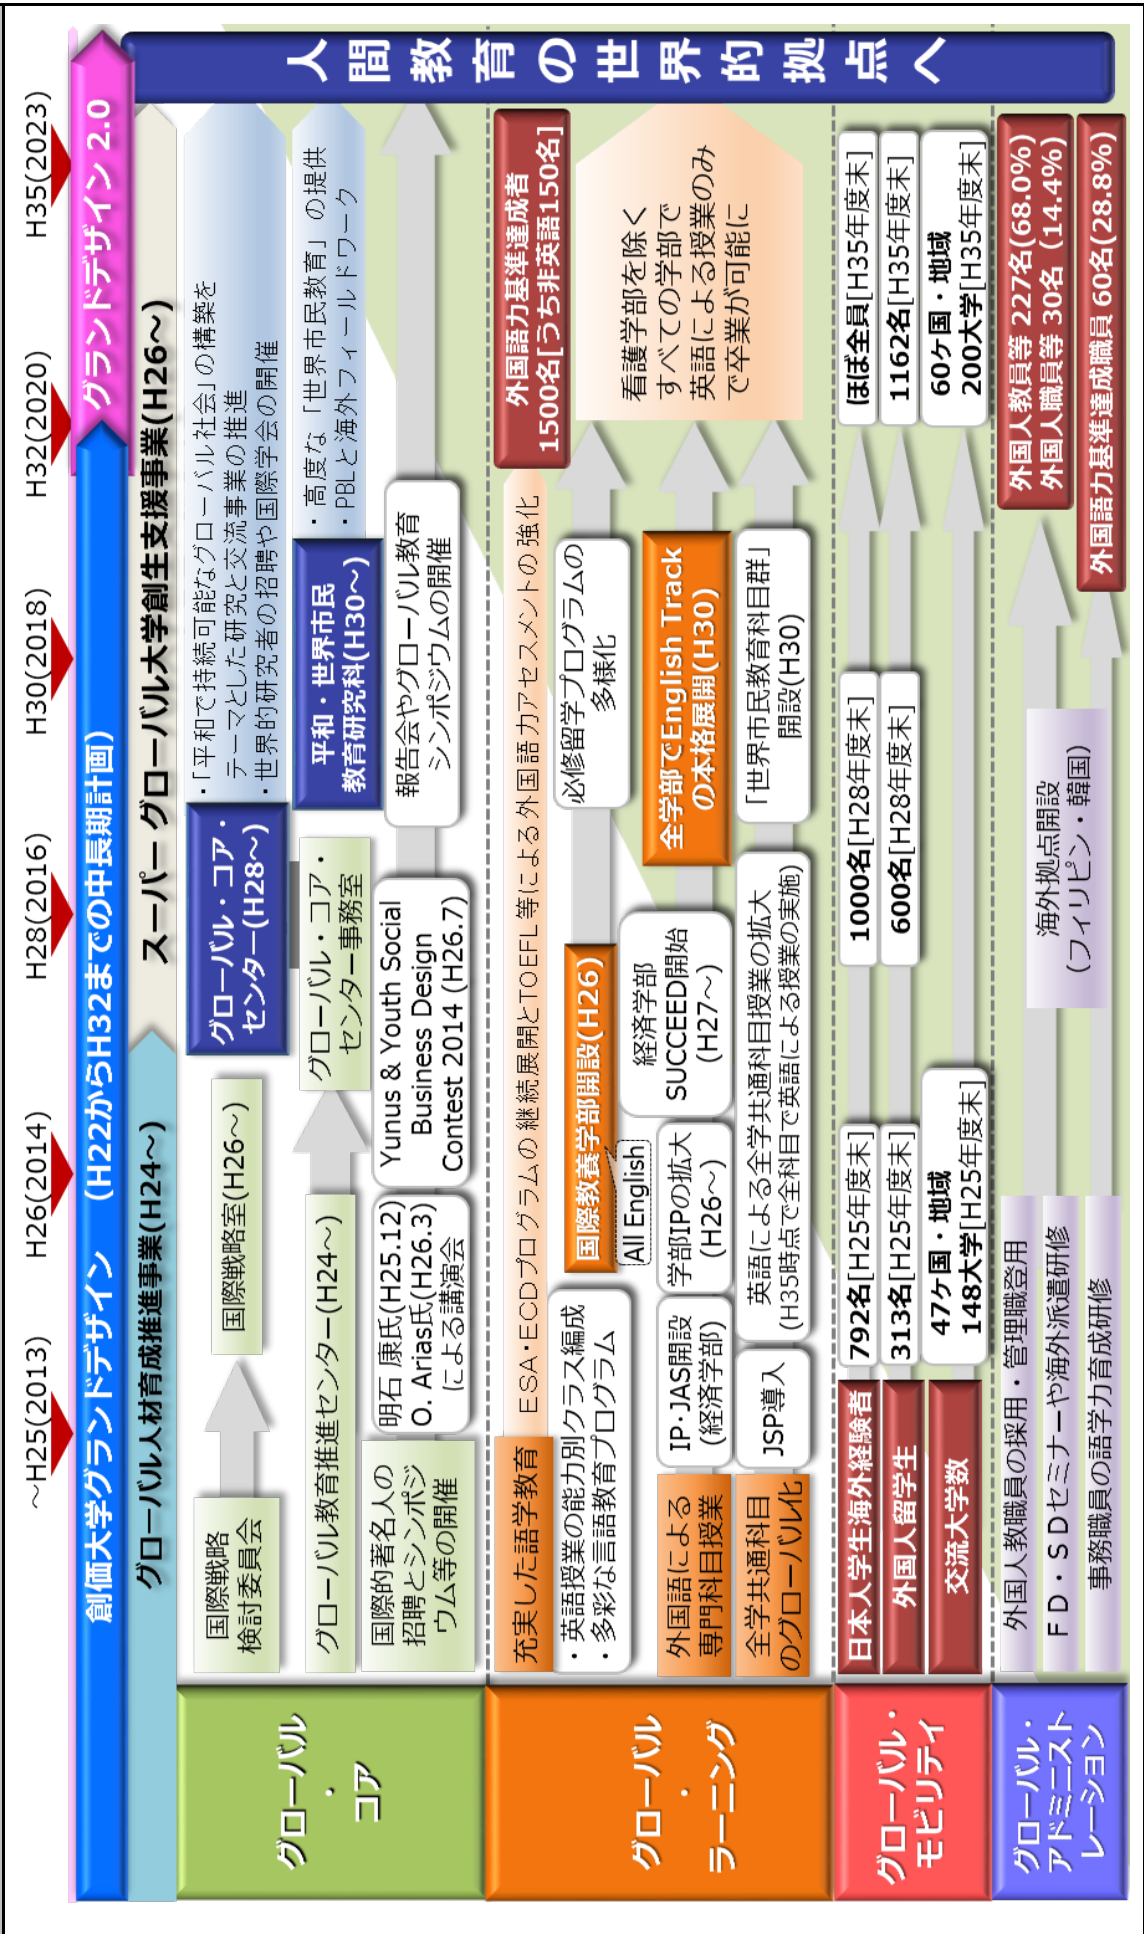 ～H25(2013)
H26(2014)
H28(2016)
H30(2018)
H32(2020)
H35(2023)
創価大学グランドデザイン　(H22からH32までの中長期計画)
グランドデザイン 2.0
グローバル人材育成推進事業(H24～)
スーパーグローバル大学創生支援事業(H26～)
人間教育の世界的拠点へ
グローバル
・
コア
国際戦略
検討委員会
国際戦略室(H26～)
グローバル・コア・
センター(H28～)
・「平和で持続可能なグローバル社会」の構築を
テーマとした研究と交流事業の推進
・世界的研究者の招聘や国際学会の開催
グローバル教育推進センター(H24～)
グローバル・コア・
センター事務室
平和・世界市民
教育研究科(H30～)
・高度な「世界市民教育」の提供
・PBLと海外フィールドワーク
国際的著名人の
招聘とシンポジ
ウム等の開催
明石 康氏(H25.12)
O. Arias氏(H26.3)
による講演会
Yunus & Youth Social
Business Design
Contest 2014 (H26.7)
報告会やグローバル教育
シンポジウムの開催
グローバル
・
ラーニング
充実した語学教育
ESA・ECDプログラムの継続展開とTOEFL等による外国語力アセスメントの強化
外国語力基準達成者
1500名[うち非英語150名]
・英語授業の能力別クラス編成
・多彩な言語教育プログラム
国際教養学部開設(H26)
All English
必修留学プログラムの
多様化
外国語による
専門科目授業
IP・JAS開設
(経済学部)
学部IPの拡大
(H26～)
経済学部
SUCCEED開始
(H27～)
全学部でEnglish Track
の本格展開(H30)
看護学部を除く
すべての学部で
英語による授業のみ
で卒業が可能に
全学共通科目
のグローバル化
JSP導入
英語による全学共通科目授業の拡大
(H35時点で全科目で英語による授業の実施)
「世界市民教育科目群」
開設(H30)
グローバル・
モビリティ
日本人学生海外経験者
792名[H25年度末]
1000名[H28年度末]
ほぼ全員[H35年度末]
外国人留学生
313名[H25年度末]
600名[H28年度末]
1162名[H35年度末]
交流大学数
47ケ国・地域
148大学[H25年度末]
60ケ国・地域
200大学[H35年度末]
グローバル・
アドミニスト
レーション
外国人教職員の採用・管理職登用
FD・SDセミナーや海外派遣研修
事務職員の語学力育成研修
海外拠点開設
(フィリピン・韓国)
外国人教員等 227名(68.0%)
外国人職員等 30名 (14.4%)
外国語力基準達成職員 60名(28.8%)